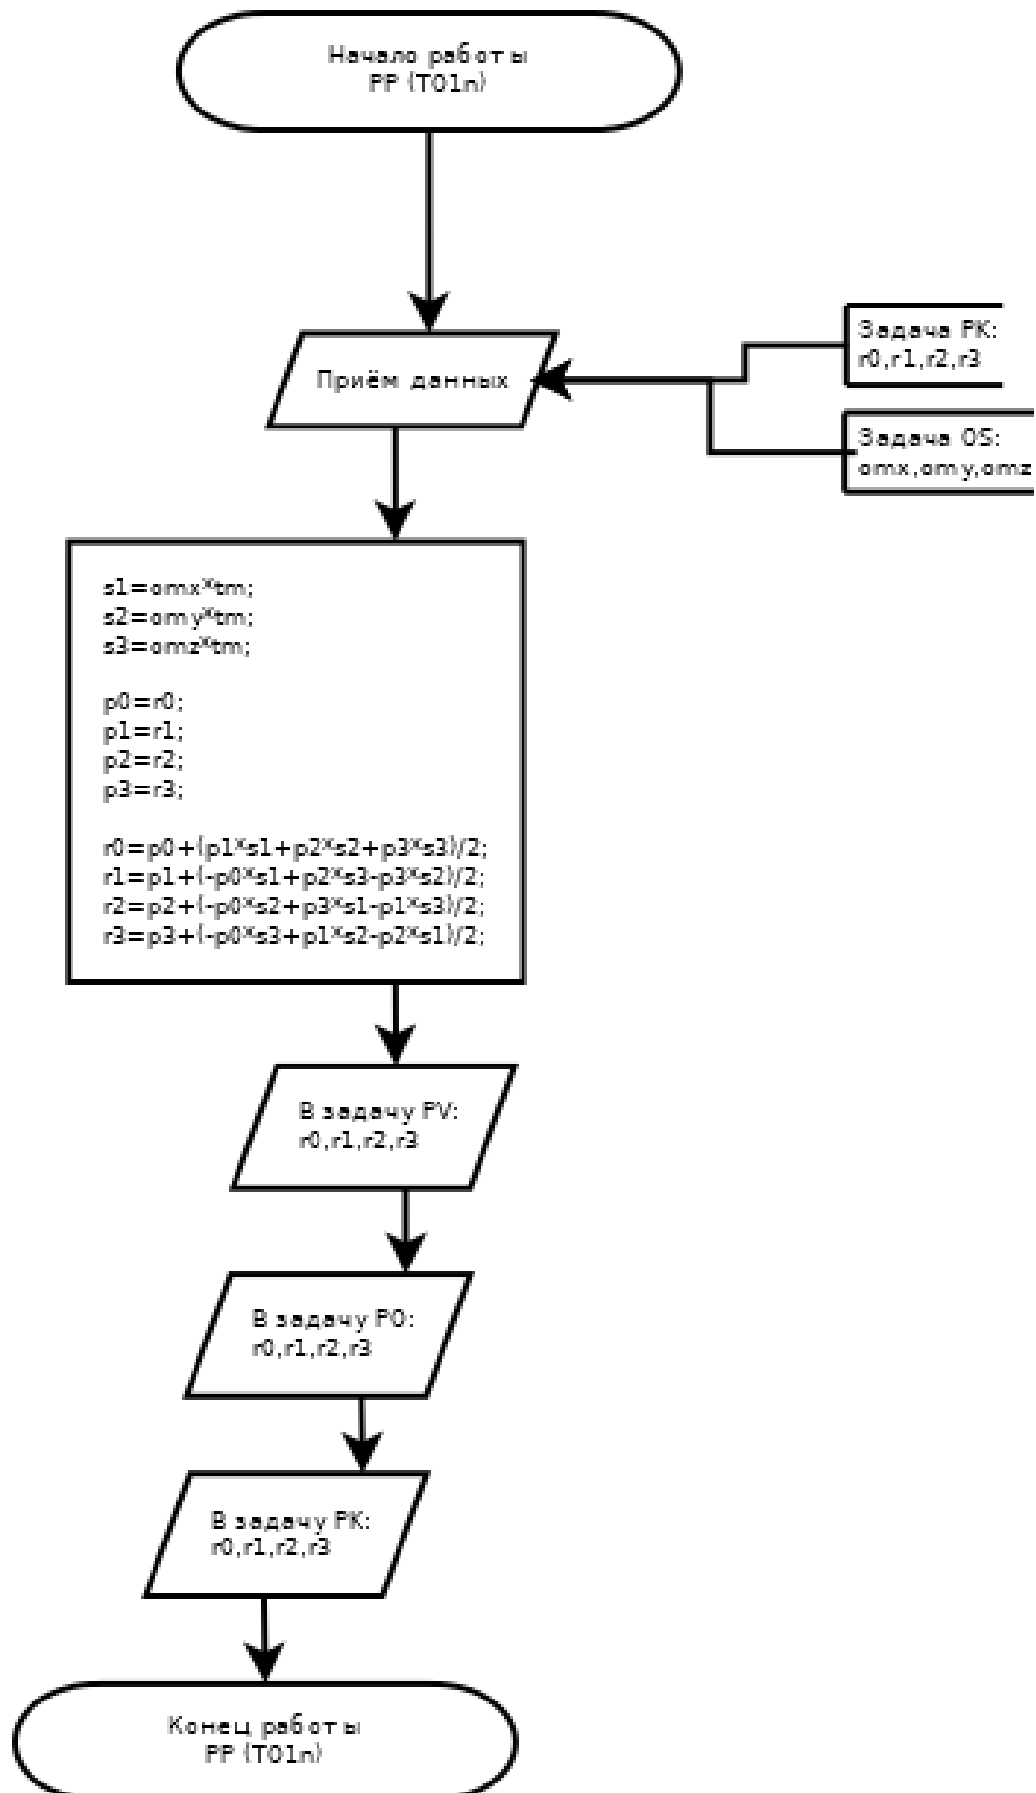 Начало работы
PP (T01n)
Приём данных
Задача PK:
r0,r1,r2,r3
Задача OS:
omx,omy,omz
s1=omx*tm;
s2=omy*tm;
s3=omz*tm;
p0=r0;
p1=r1;
p2=r2;
p3=r3;
r0=p0+(p1*s1+p2*s2+p3*s3)/2;
r1=p1+(-p0*s1+p2*s3-p3*s2)/2;
r2=p2+(-p0*s2+p3*s1-p1*s3)/2;
r3=p3+(-p0*s3+p1*s2-p2*s1)/2;
В задачу PV:
r0,r1,r2,r3
В задачу PO:
r0,r1,r2,r3
В задачу PK:
r0,r1,r2,r3
Конец работы
PP (T01n)